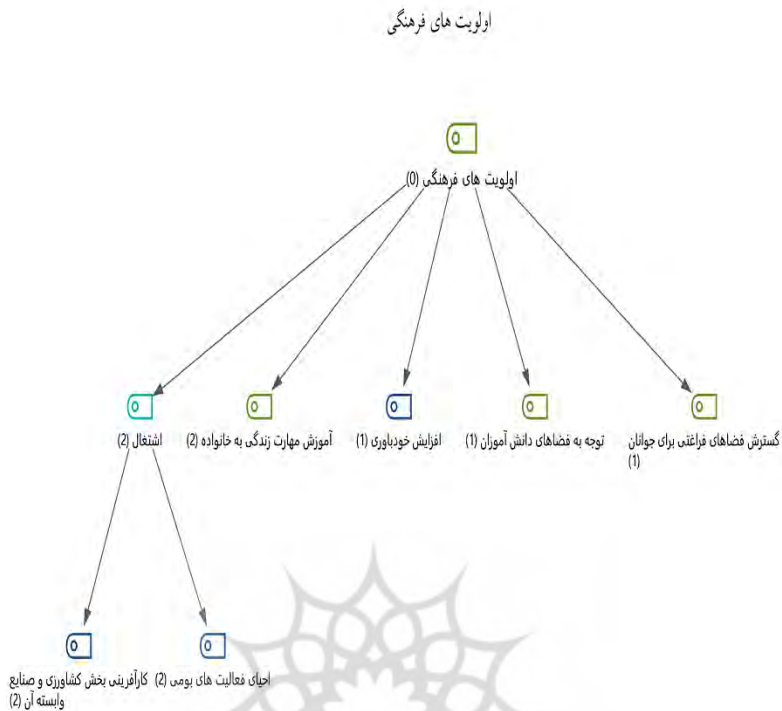 اولویت های فرهنگی
اولویت های فرهنگی (0)
گسترش فضاهای فراغتی برای جوانان
(1)
توجه به فضاهای دانش آموزان (1)
افزایش خودباوری (1)
آموزش مهارت زندگی به خانواده (2)
اشتغال (2)
احیای فعالیت های بومی (2)
کارآفرینی بخش کشاورزی و صنایع
وابسته آن (2)